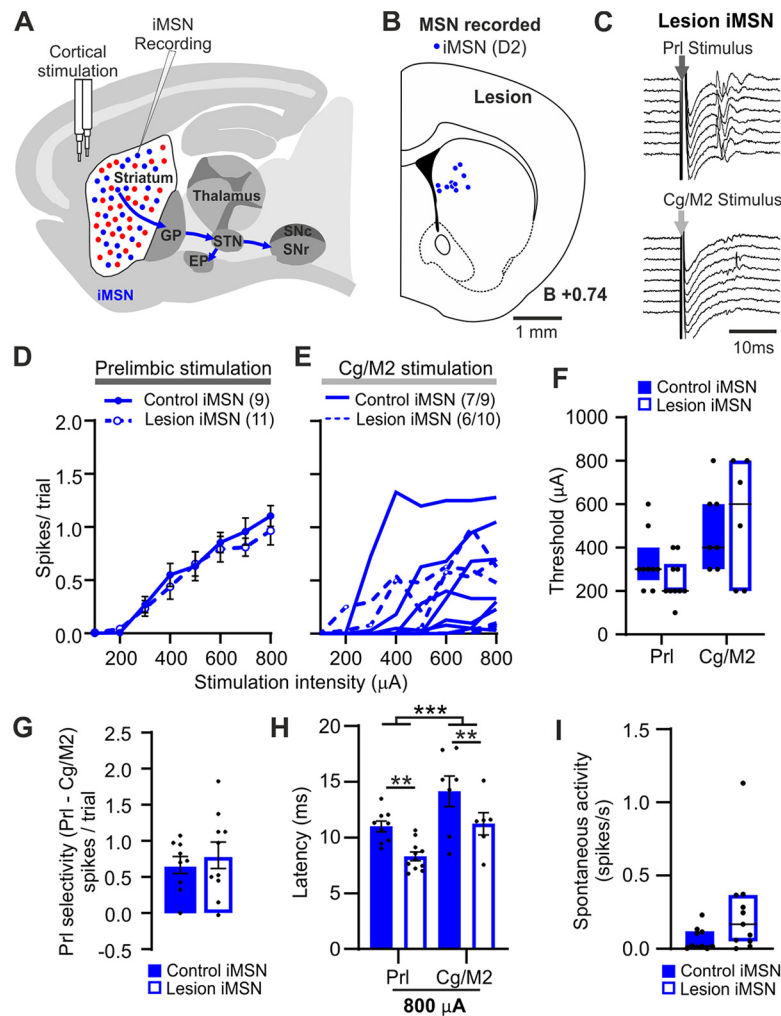 A
Cortical
stimulation
iMSN
Recording
Striatum
Thalamus
GP
STN
SNc
SNr
EP
iMSN
B
MSN recorded
iMSN (D2)
Lesion
B +0.74
1 mm
C
Lesion iMSN
Prl Stimulus
Cg/M2 Stimulus
10ms
D
Prelimbic stimulation
Control iMSN (9)
Lesion iMSN (11)
2.0
1.5
1.0
0.5
0.0
Spikes/ trial
200 400 600 800
E
Cg/M2 stimulation
Control iMSN (7/9)
Lesion iMSN (6/10)
200 400 600 800
Stimulation intensity (µA)
F
Control iMSN
Lesion iMSN
1000
800
600
400
200
0
Threshold (µA)
Prl Cg/M2
G
2.5
2.0
1.5
1.0
0.5
0.0
-0.5
Prl selectivity (Prl - Cg/M2)
spikes / trial
Control iMSN
Lesion iMSN
H
***
**
**
20
15
10
5
0
Latency (ms)
Prl Cg/M2
800 µA
I
1.5
1.0
0.5
0.0
Spontaneous activity
(spikes/s)
Control iMSN
Lesion iMSN